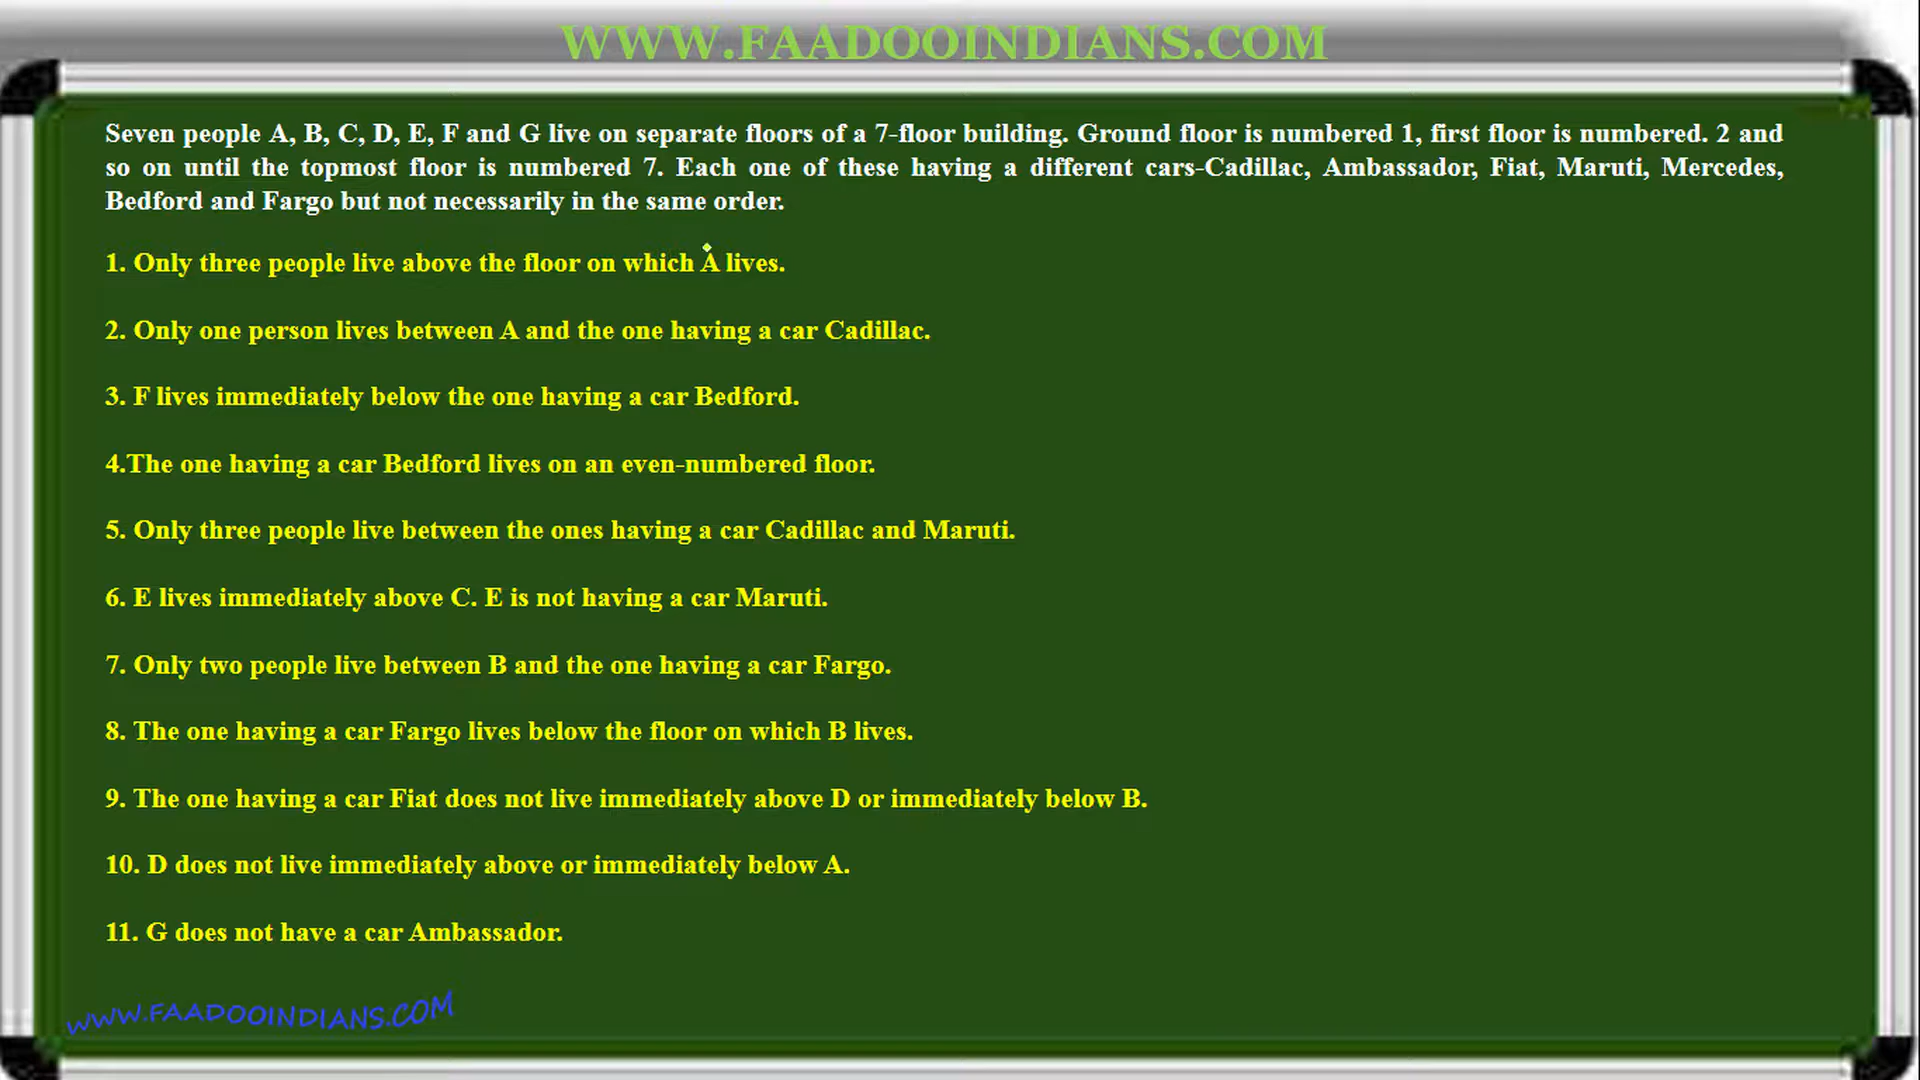 WWW.FAADOOINDIANS.COM
Seven people A, B, C, D, E, F and G live on separate floors of a 7-floor building. Ground floor is numbered 1, first floor is numbered. 2 and
so on until the topmost floor is numbered 7. Each one of these having a different cars-Cadillac, Ambassador, Fiat, Maruti, Mercedes,
Bedford and Fargo but not necessarily in the same order.
1. Only three people live above the floor on which A lives.
2. Only one person lives between A and the one having a car Cadillac.
3. F lives immediately below the one having a car Bedford.
4.The one having a car Bedford lives on an even-numbered floor.
5. Only three people live between the ones having a car Cadillac and Maruti.
6. E lives immediately above C. E is not having a car Maruti.
7. Only two people live between B and the one having a car Fargo.
8. The one having a car Fargo lives below the floor on which B lives.
9. The one having a car Fiat does not live immediately above D or immediately below B.
10. D does not live immediately above or immediately below A.
11. G does not have a car Ambassador.
WWW.FAADOOINDIANS.COM